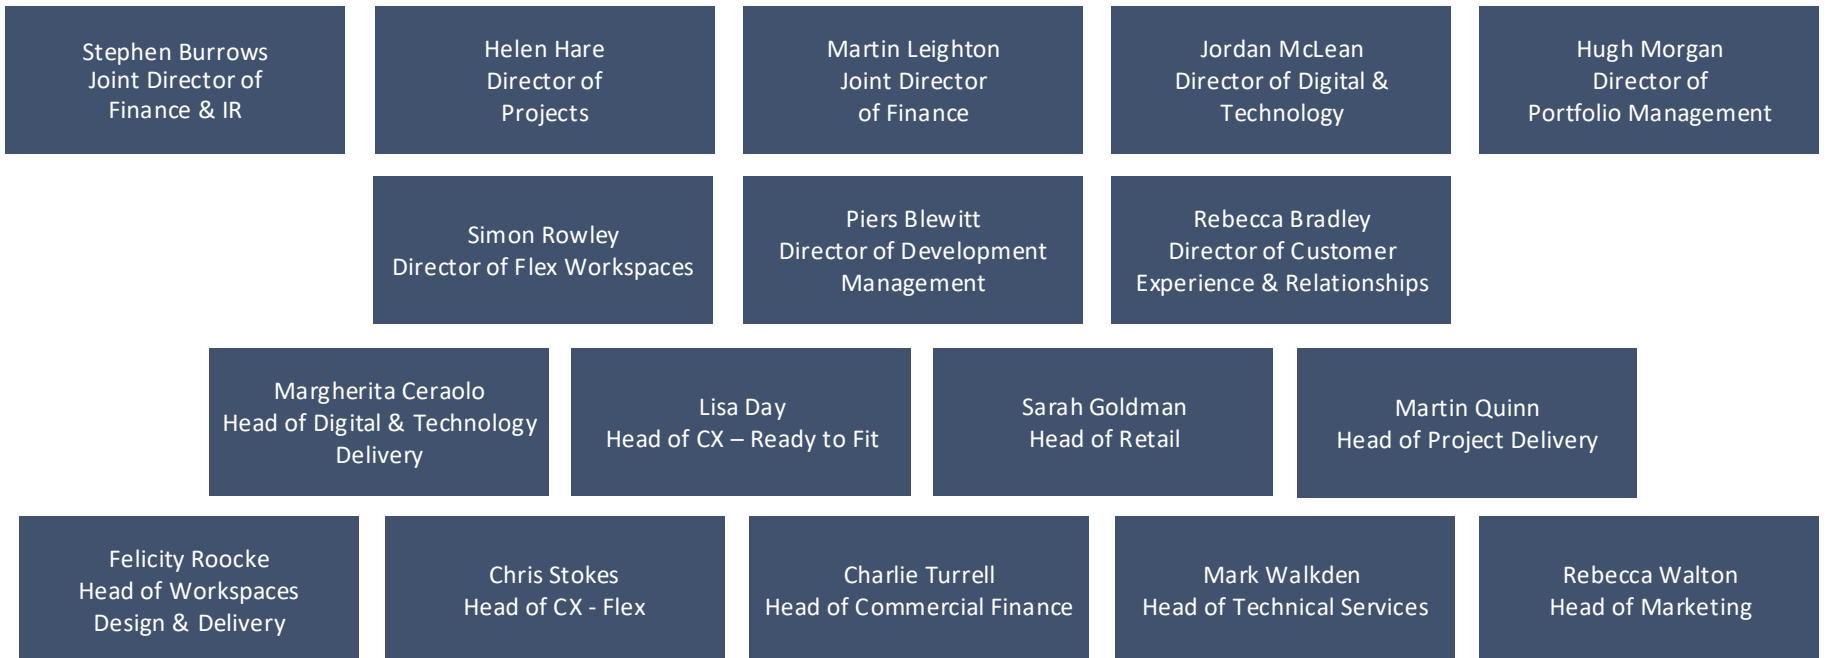 Stephen Burrows
Joint Director of
Finance & IR
Helen Hare
Director of
Projects
Martin Leighton
Joint Director
of Finance
Jordan McLean
Director of Digital &
Technology
Hugh Morgan
Director of
Portfolio Management
Simon Rowley
Director of Flex Workspaces
Piers Blewitt
Director of Development
Management
Rebecca Bradley
Director of Customer
Experience & Relationships
Margherita Ceraolo
Head of Digital & Technology
Delivery
Lisa Day
Head of CX – Ready to Fit
Sarah Goldman
Head of Retail
Martin Quinn
Head of Project Delivery
Felicity Roocke
Head of Workspaces
Design & Delivery
Chris Stokes
Head of CX - Flex
Charlie Turrell
Head of Commercial Finance
Mark Walkden
Head of Technical Services
Rebecca Walton
Head of Marketing